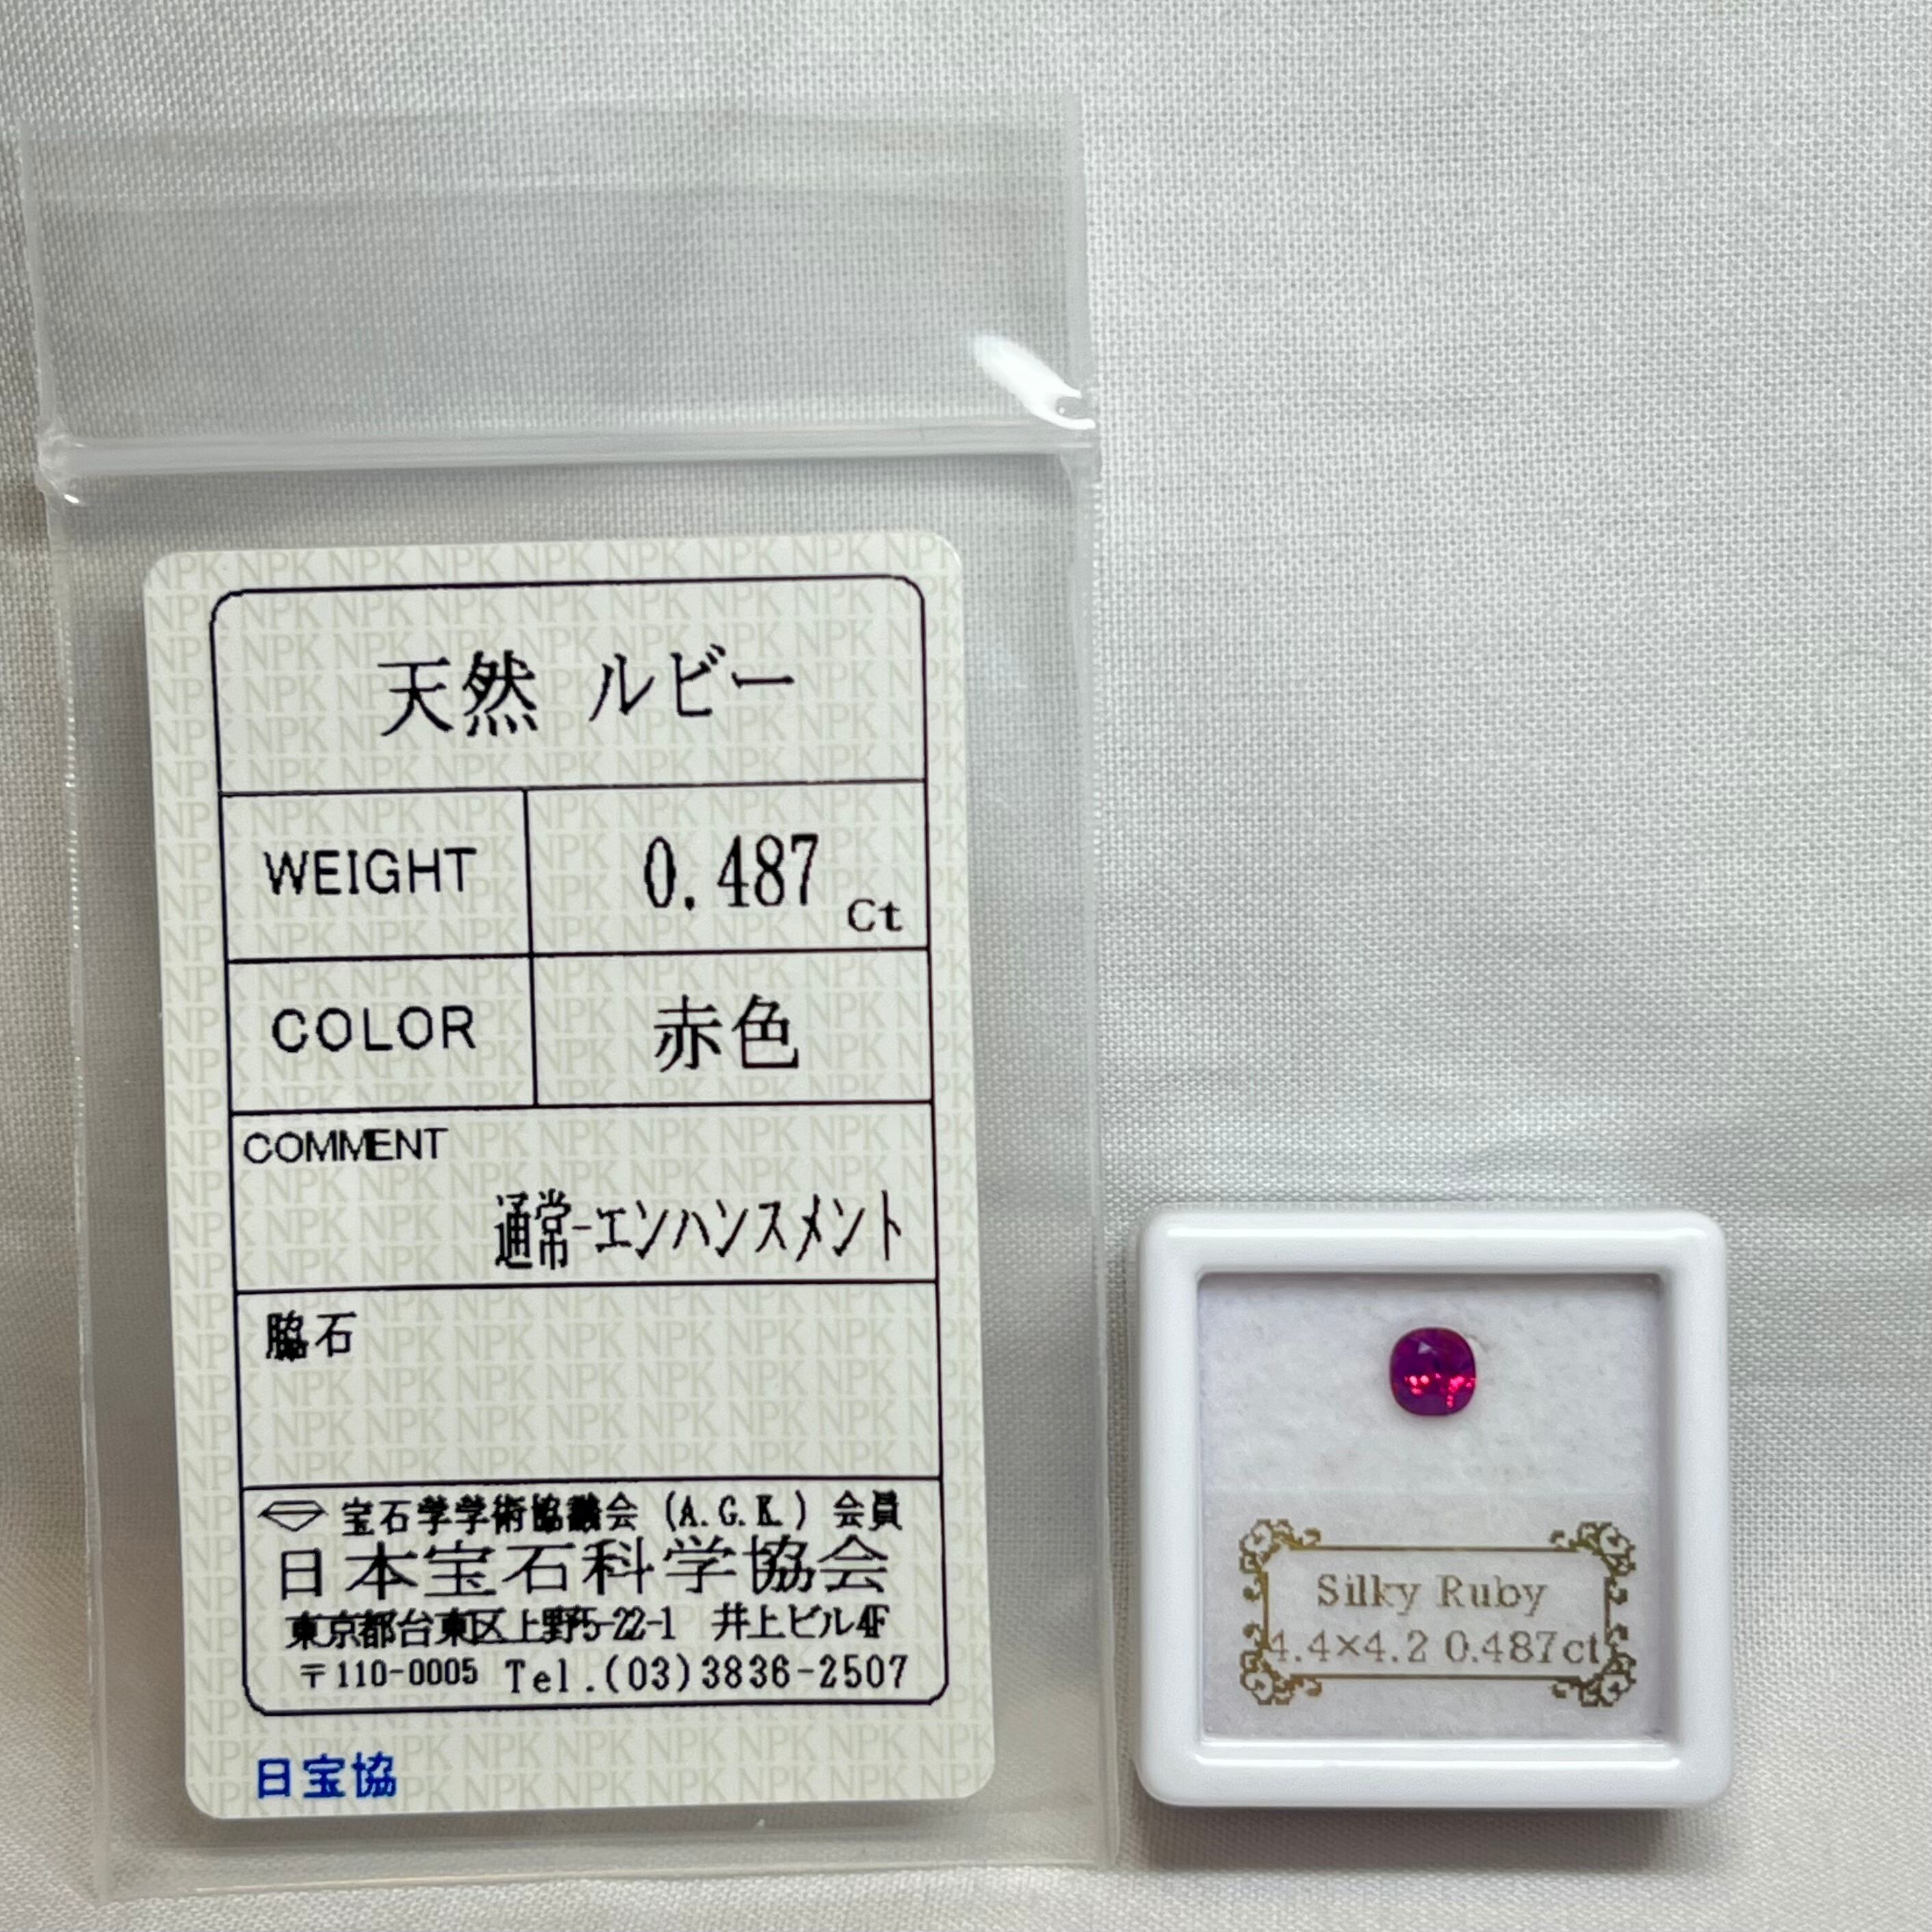 天然 ルビー
WEIGHT 0.487 Ct
COLOR 赤色
COMMENT
通常-エンハンスメント
脇石
宝石学学術協議会 (A.G.K.) 会員
日本宝石科学協会
東京都台東区上野5-22-1 井上ビル4F
〒110-0005 Tel.(03)3836-2507
日宝協
Silky Ruby
4.4×4.2 0.487ct